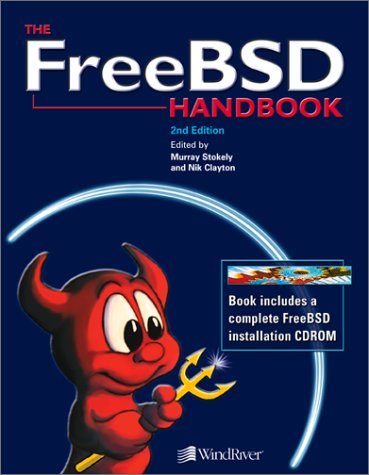 THE
FreeBSD
HANDBOOK
2nd Edition
Edited by
Murray Stokely
and Nik Clayton
Book includes a
complete FreeBSD
installation CDROM
WindRiver